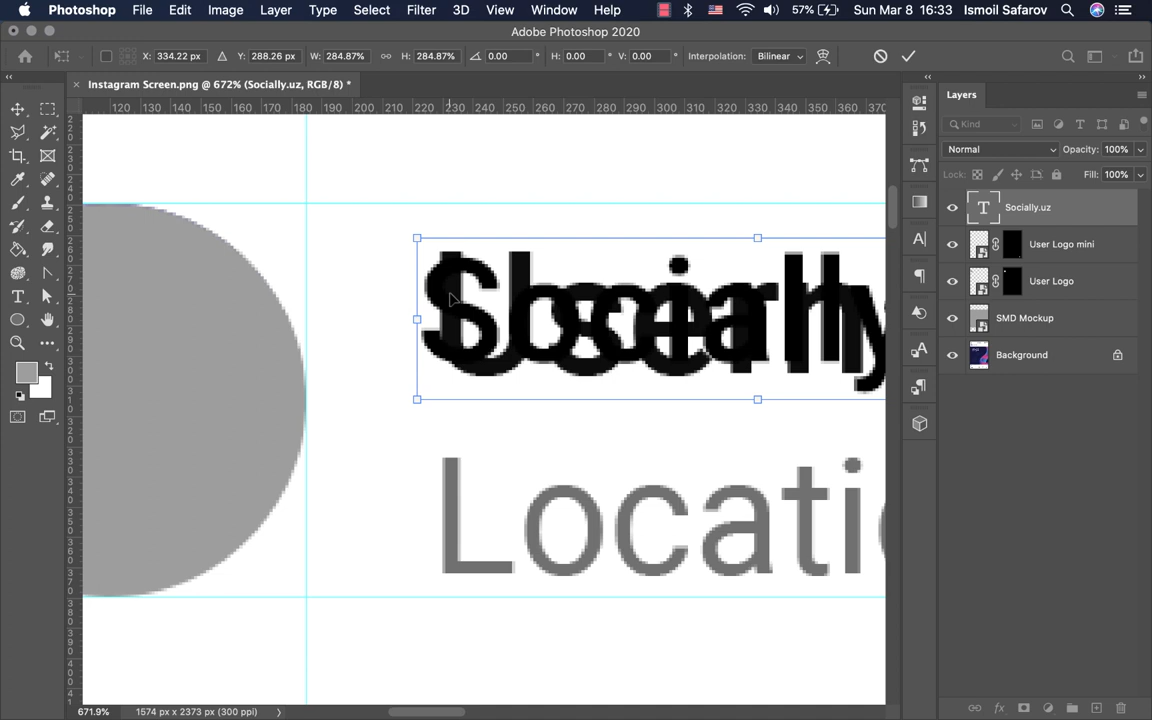 Photoshop File Edit Image Layer Type Select Filter 3D View Window Help 57% Sun Mar 8 16:33 Ismoil Safarov
Adobe Photoshop 2020
X: 334.22 px Y: 288.26 px W: 284.87% H: 284.87% 0.00 ° H: 0.00 ° V: 0.00 ° Interpolation: Bilinear
Instagram Screen.png @ 672% (Socially.uz, RGB/8) *
Layers
120 130 140 150 160 170 180 190 200 210 220 230 240 250 260 270 280 290 300 310 320 330 340 350 360 370
Kind
Normal Opacity: 100%
Lock: Fill: 100%
Socially.uz
User Logo mini
User Logo
SMD Mockup
Background
Socially
Locati
671.9% 1574 px x 2373 px (300 ppi)